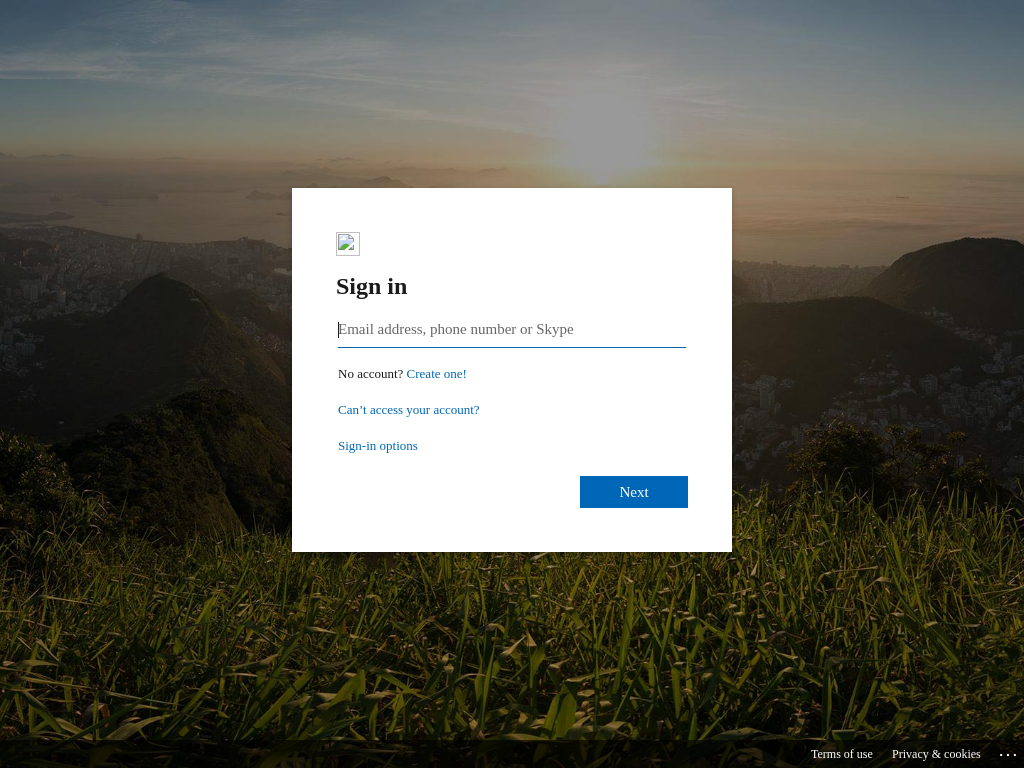 Sign in
Email address, phone number or Skype
No account? Create one!
Can’t access your account?
Sign-in options
Next
Terms of use Privacy & cookies ...